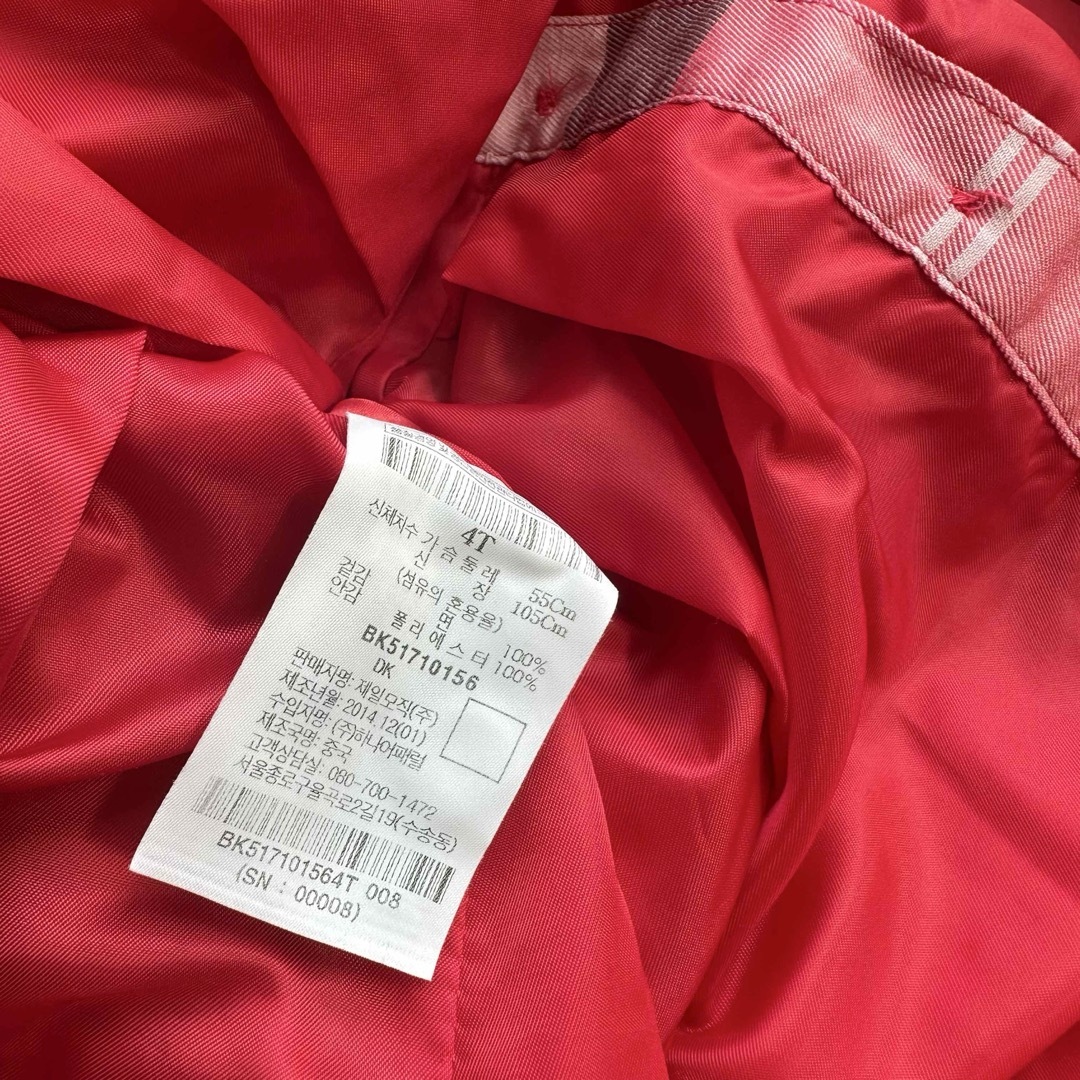 4T
신체치수 가슴둘레 55Cm
신 장 105Cm
(섬유의 혼용율)
겉감 면 100%
안감 폴리에스터 100%
BK51710156
DK
판매자명: 제일모직(주)
제조년월: 2014.12(01)
수입자명: (주)하나어패럴
제조국명: 중국
고객상담실: 080-700-1472
서울종로구율곡로2길19(수송동)
BK517101564T 008
(SN : 00008)